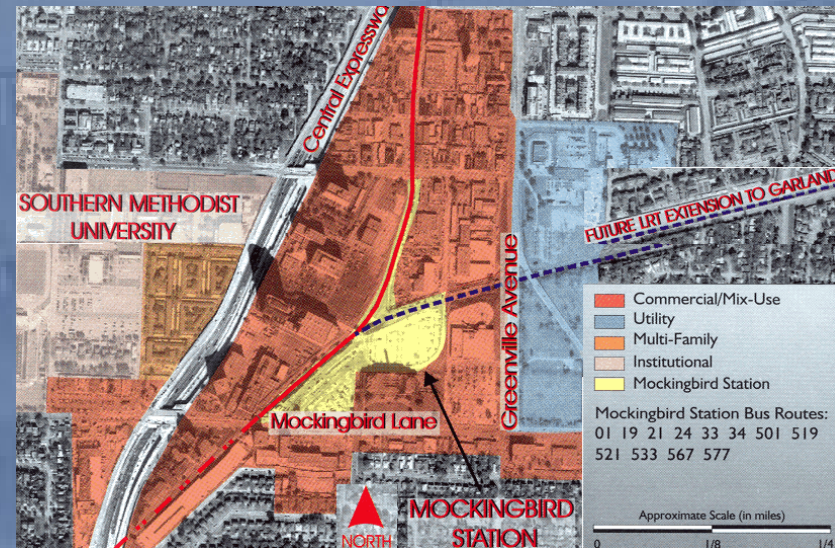 Central Expresswa
SOUTHERN METHODIST
UNIVERSITY
FUTURE LRT EXTENSION TO GARLAND
Greenville Avenue
Mockingbird Lane
MOCKINGBIRD
STATION
NORTH
Commercial/Mix-Use
Utility
Multi-Family
Institutional
Mockingbird Station
Mockingbird Station Bus Routes:
01 19 21 24 33 34 501 519
521 533 567 577
Approximate Scale (in miles)
0 1/8 1/4